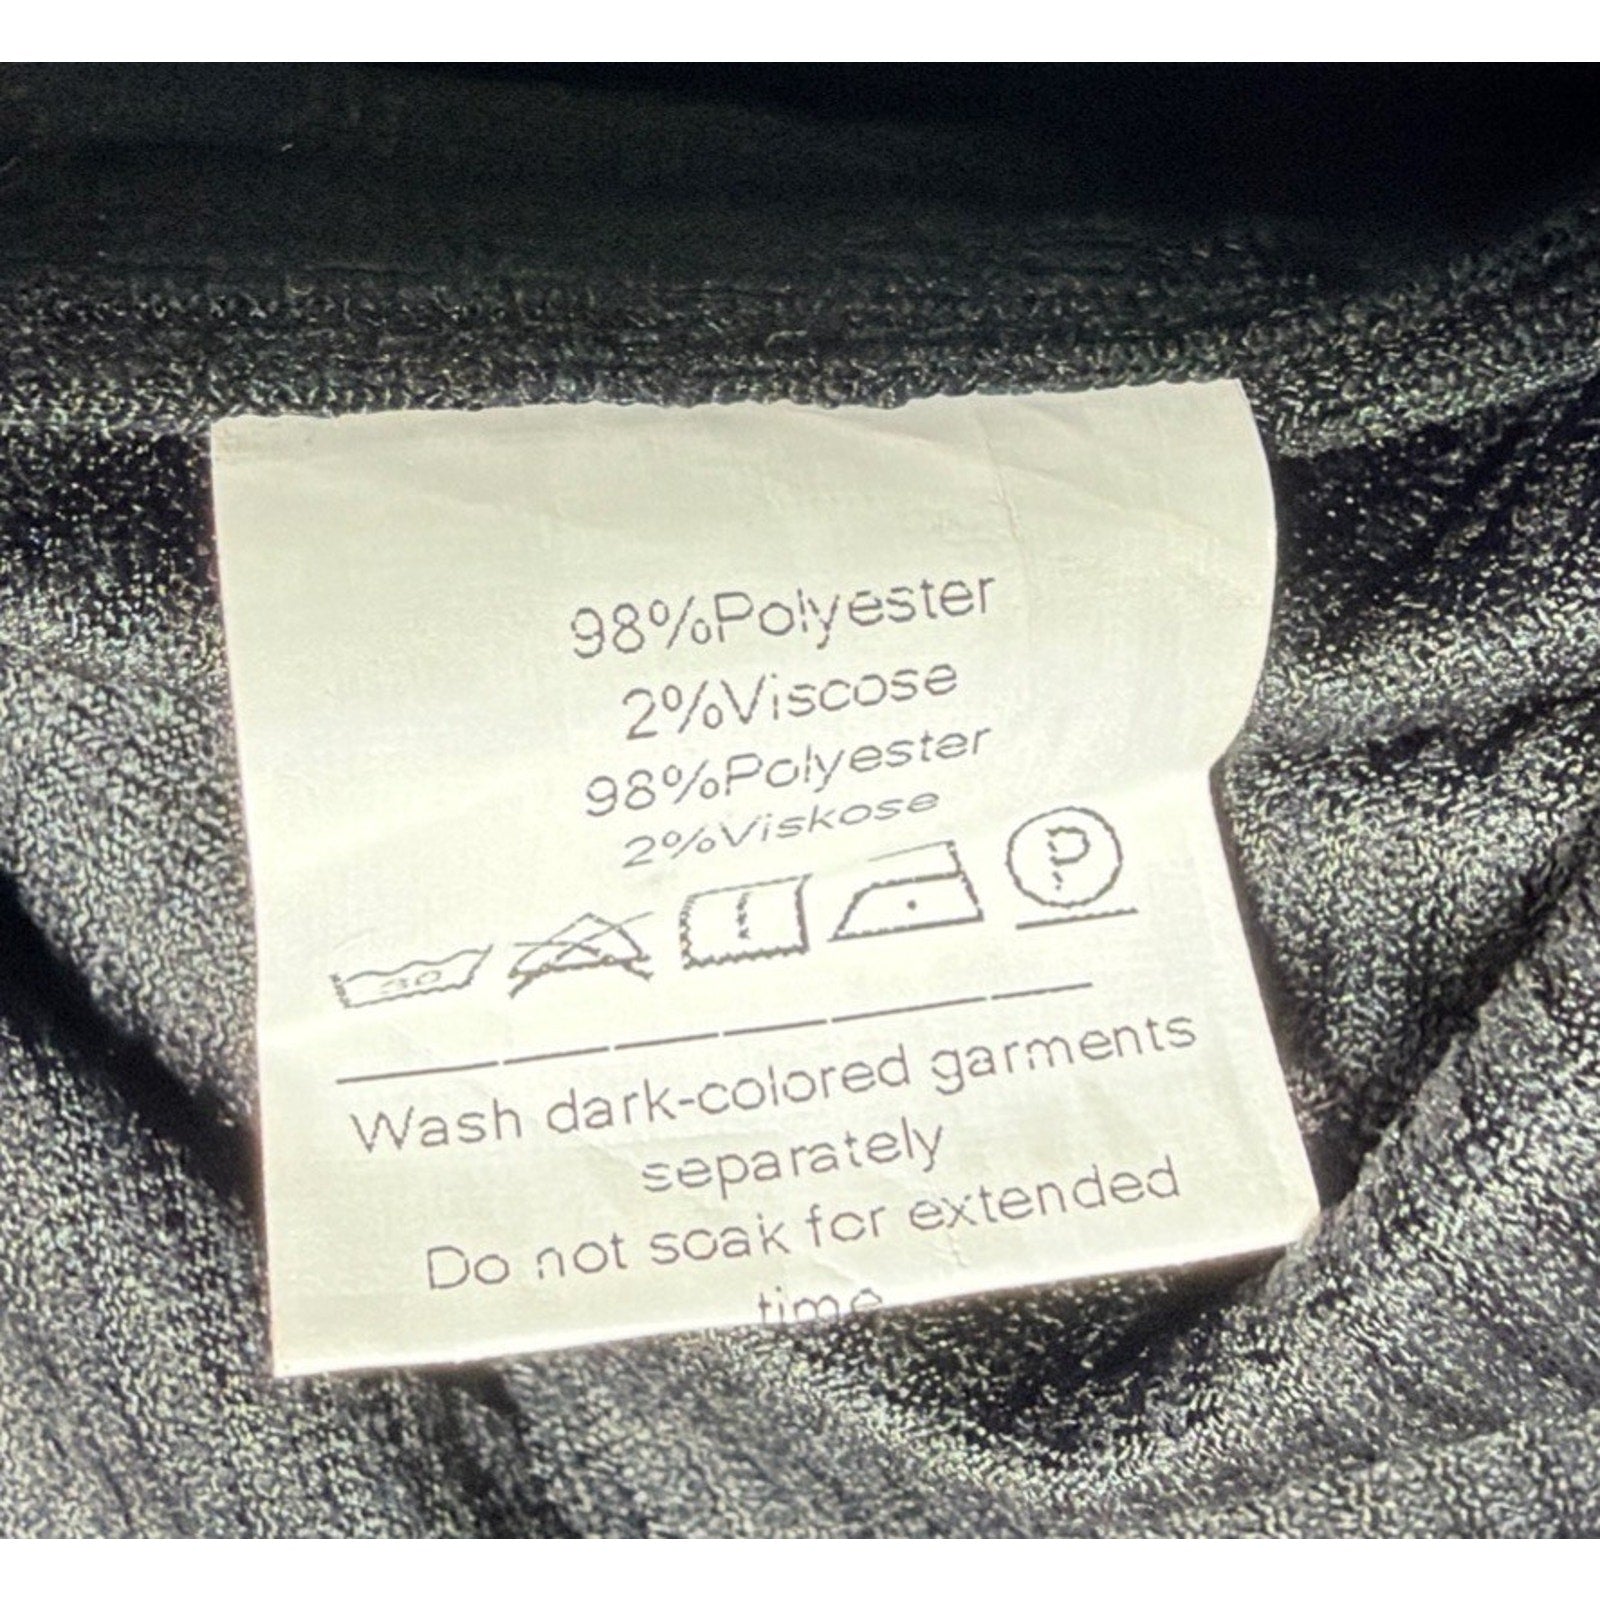 98%Polyester
2%Viscose
98%Polyester
2%Viskose
30
P
Wash dark-colored garments
separately
Do not soak for extended
time